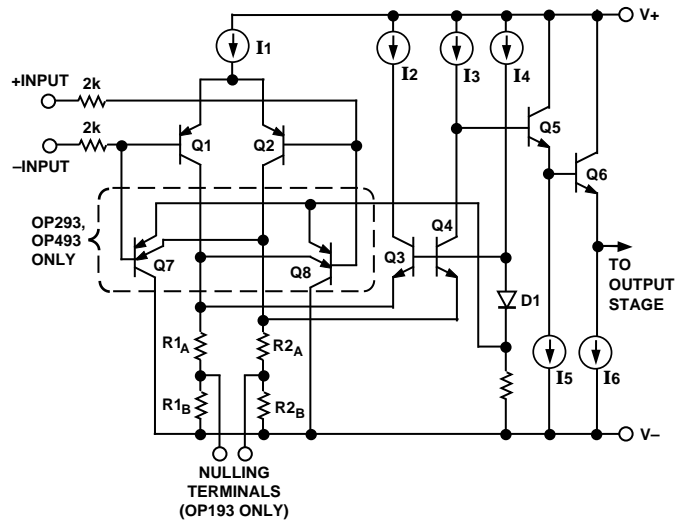 V+
I1
I2
I3
I4
+INPUT
2k
2k
–INPUT
Q1
Q2
Q5
Q6
OP293,
OP493
ONLY
Q7
Q8
Q3
Q4
TO
OUTPUT
STAGE
D1
R1A
R2A
I5
I6
R1B
R2B
V–
NULLING
TERMINALS
(OP193 ONLY)